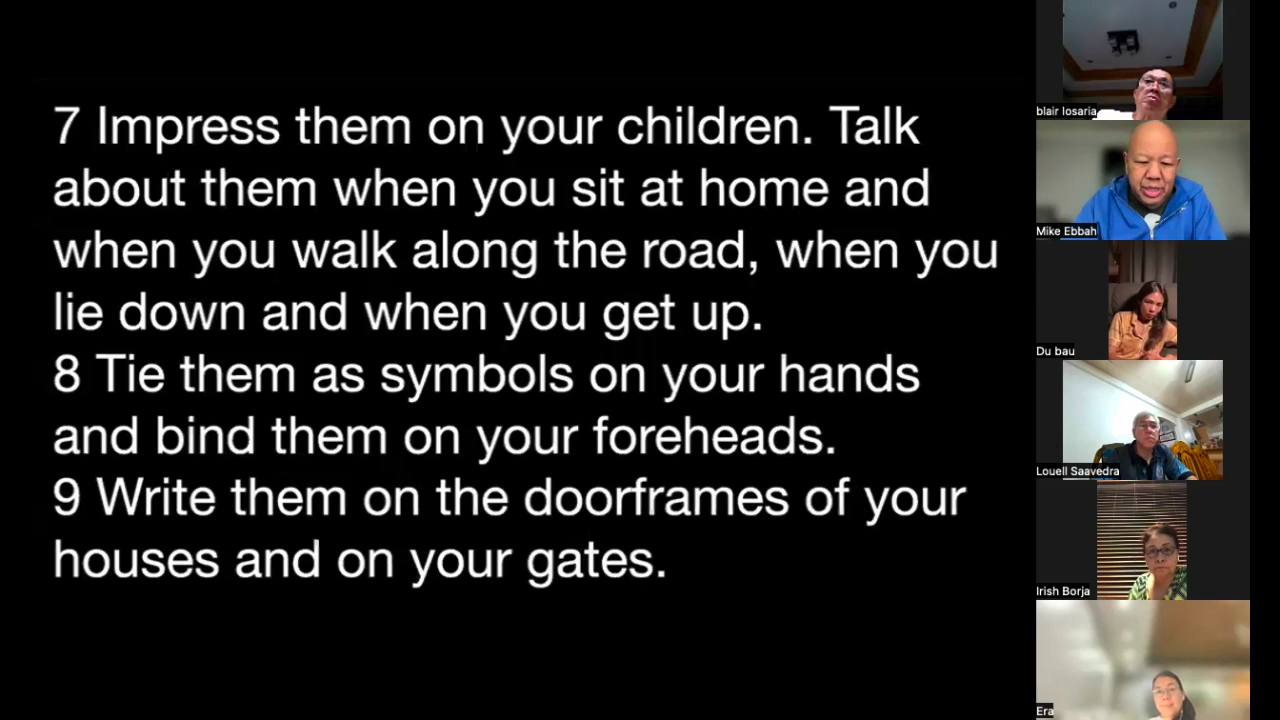 7 Impress them on your children. Talk
about them when you sit at home and
when you walk along the road, when you
lie down and when you get up.
8 Tie them as symbols on your hands
and bind them on your foreheads.
9 Write them on the doorframes of your
houses and on your gates.
blair losaria
Mike Ebbah
Du bau
Louell Saavedra
Irish Borja
Era